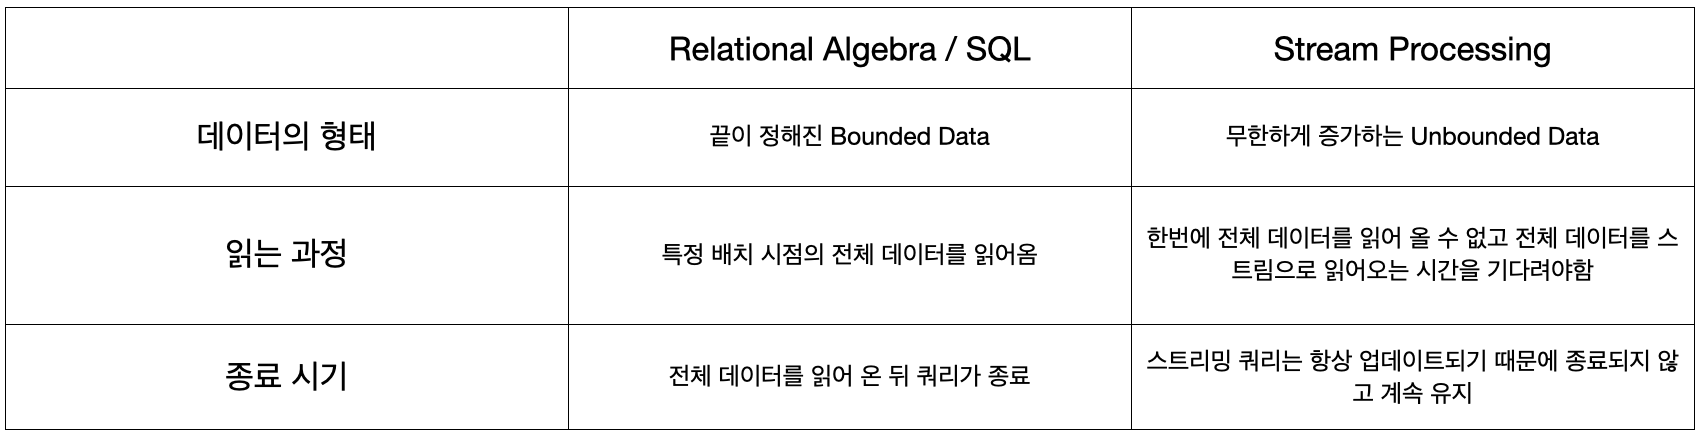 Relational Algebra / SQL
Stream Processing
데이터의 형태
끝이 정해진 Bounded Data
무한하게 증가하는 Unbounded Data
읽는 과정
특정 배치 시점의 전체 데이터를 읽어옴
한번에 전체 데이터를 읽어 올 수 없고 전체 데이터를 스
트림으로 읽어오는 시간을 기다려야함
종료 시기
전체 데이터를 읽어 온 뒤 쿼리가 종료
스트리밍 쿼리는 항상 업데이트되기 때문에 종료되지 않
고 계속 유지